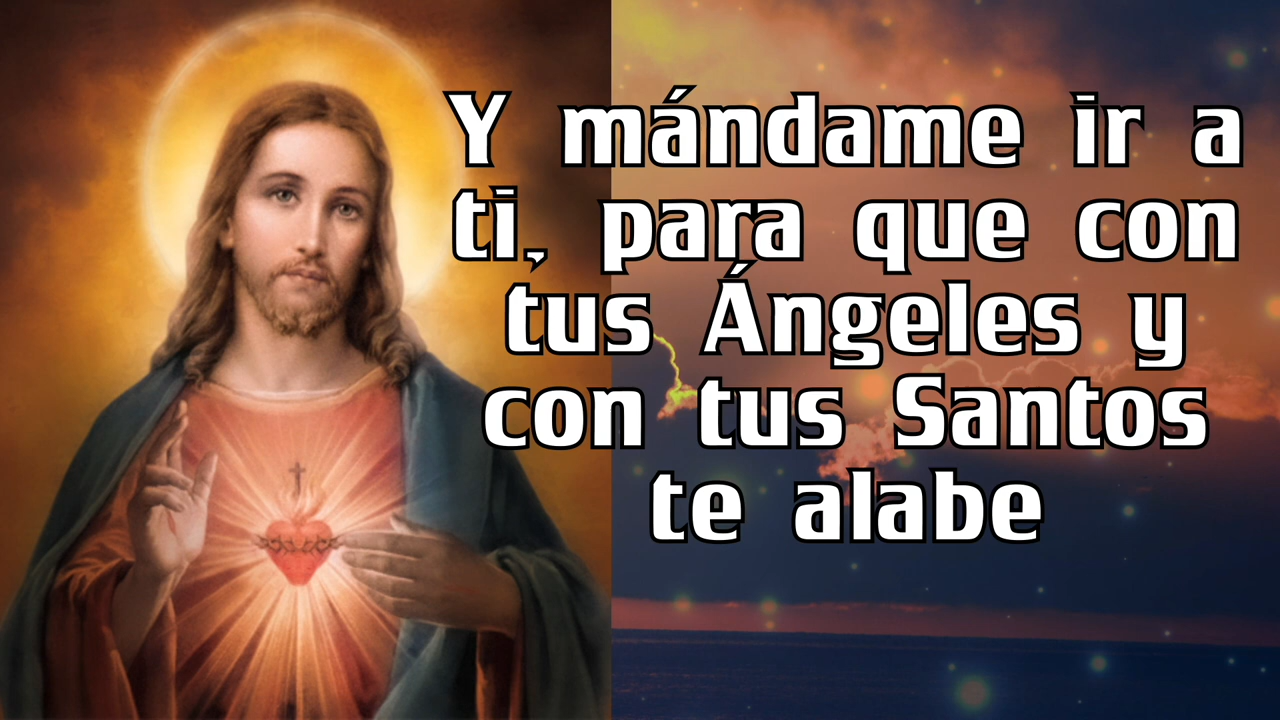 Y mándame ir a
ti, para que con
tus Ángeles y
con tus Santos
te alabe